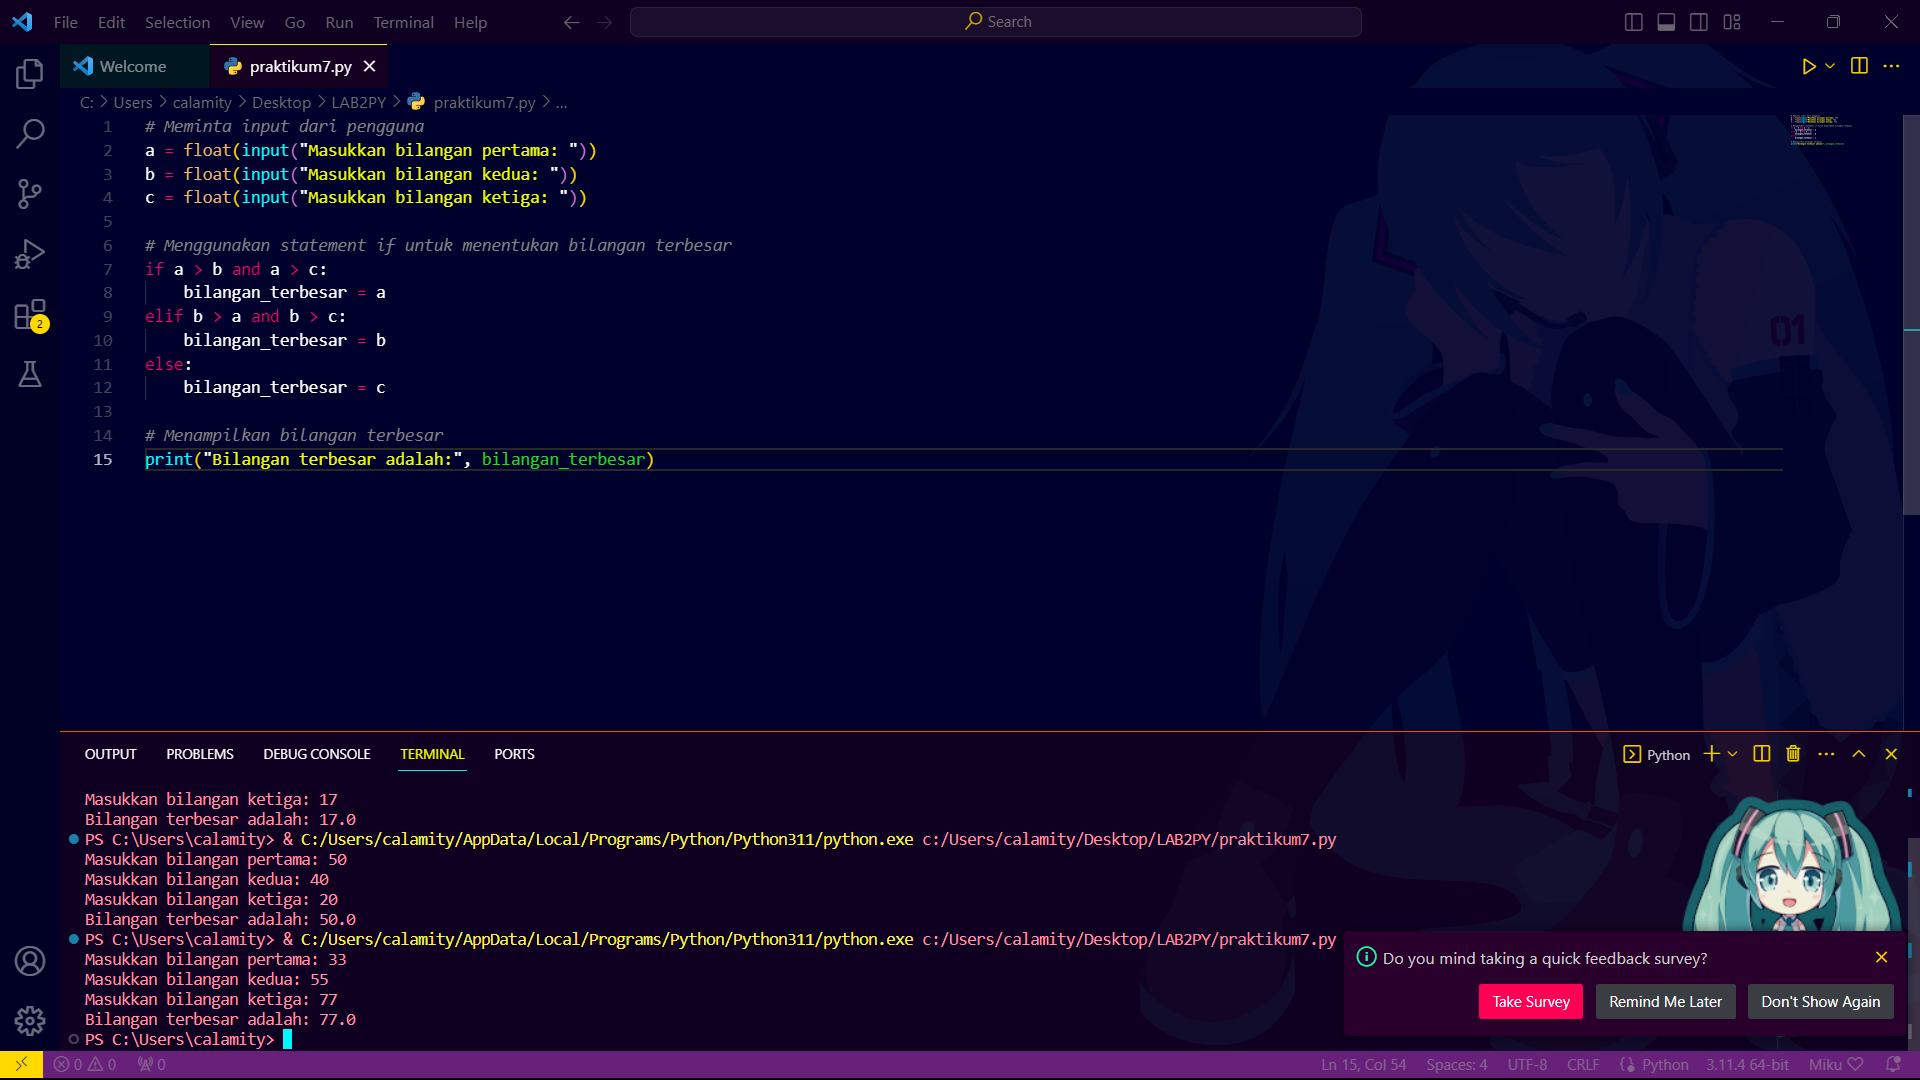 File Edit Selection View Go Run Terminal Help Search
Welcome praktikum7.py
C: > Users > calamity > Desktop > LAB2PY > praktikum7.py > ...
1 # Meminta input dari pengguna
2 a = float(input("Masukkan bilangan pertama: "))
3 b = float(input("Masukkan bilangan kedua: "))
4 c = float(input("Masukkan bilangan ketiga: "))
5
6 # Menggunakan statement if untuk menentukan bilangan terbesar
7 if a > b and a > c:
8 bilangan_terbesar = a
9 elif b > a and b > c:
10 bilangan_terbesar = b
11 else:
12 bilangan_terbesar = c
13
14 # Menampilkan bilangan terbesar
15 print("Bilangan terbesar adalah:", bilangan_terbesar)
01
2
OUTPUT PROBLEMS DEBUG CONSOLE TERMINAL PORTS Python
Masukkan bilangan ketiga: 17
Bilangan terbesar adalah: 17.0
PS C:\Users\calamity> & C:/Users/calamity/AppData/Local/Programs/Python/Python311/python.exe c:/Users/calamity/Desktop/LAB2PY/praktikum7.py
Masukkan bilangan pertama: 50
Masukkan bilangan kedua: 40
Masukkan bilangan ketiga: 20
Bilangan terbesar adalah: 50.0
PS C:\Users\calamity> & C:/Users/calamity/AppData/Local/Programs/Python/Python311/python.exe c:/Users/calamity/Desktop/LAB2PY/praktikum7.py
Masukkan bilangan pertama: 33
Masukkan bilangan kedua: 55
Masukkan bilangan ketiga: 77
Bilangan terbesar adalah: 77.0
PS C:\Users\calamity>
Do you mind taking a quick feedback survey?
Take Survey Remind Me Later Don't Show Again
0 0 0 Ln 15, Col 54 Spaces: 4 UTF-8 CRLF Python 3.11.4 64-bit Miku